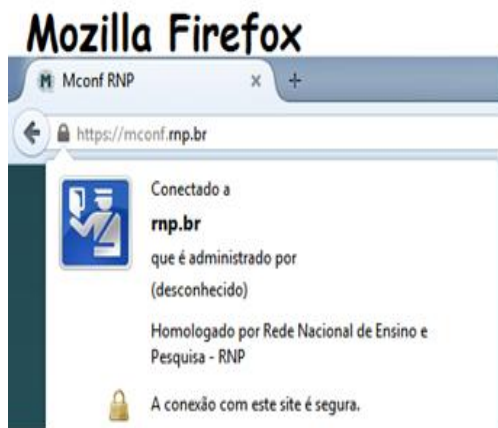 Mozilla Firefox
Mconf RNP
https://mconf.rnp.br
Conectado a
rnp.br
que é administrado por
(desconhecido)
Homologado por Rede Nacional de Ensino e
Pesquisa - RNP
A conexão com este site é segura.